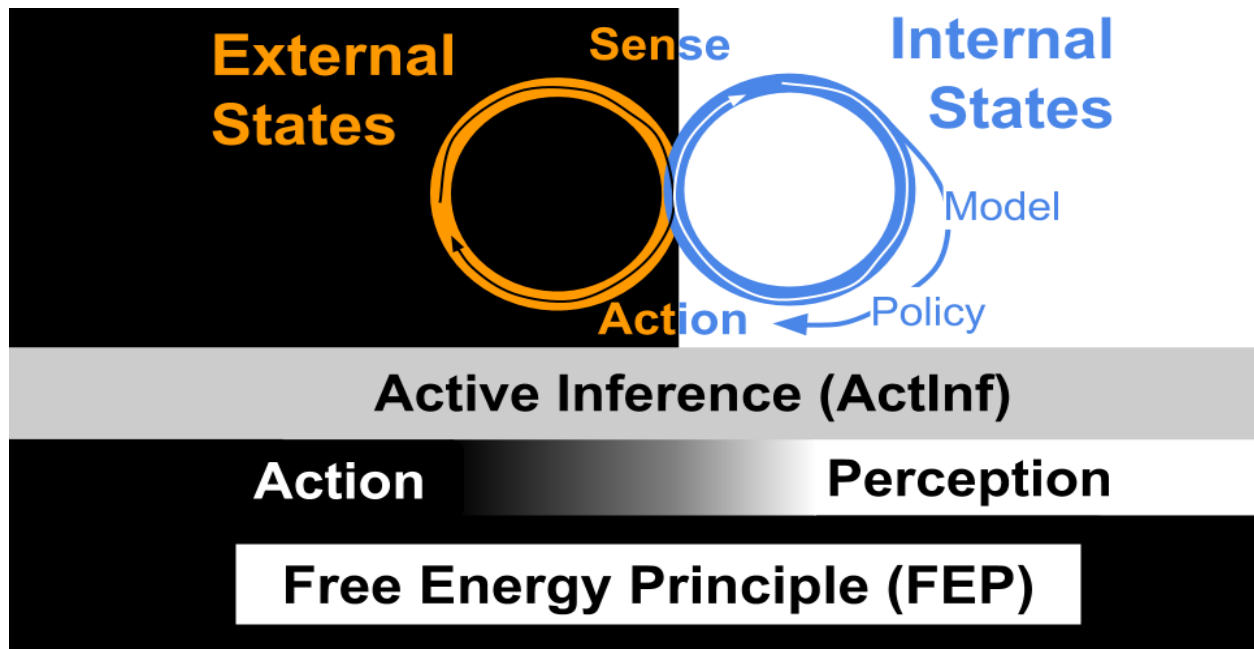 External
States
Sense
Internal
States
Model
Policy
Action
Active Inference (ActInf)
Action
Perception
Free Energy Principle (FEP)